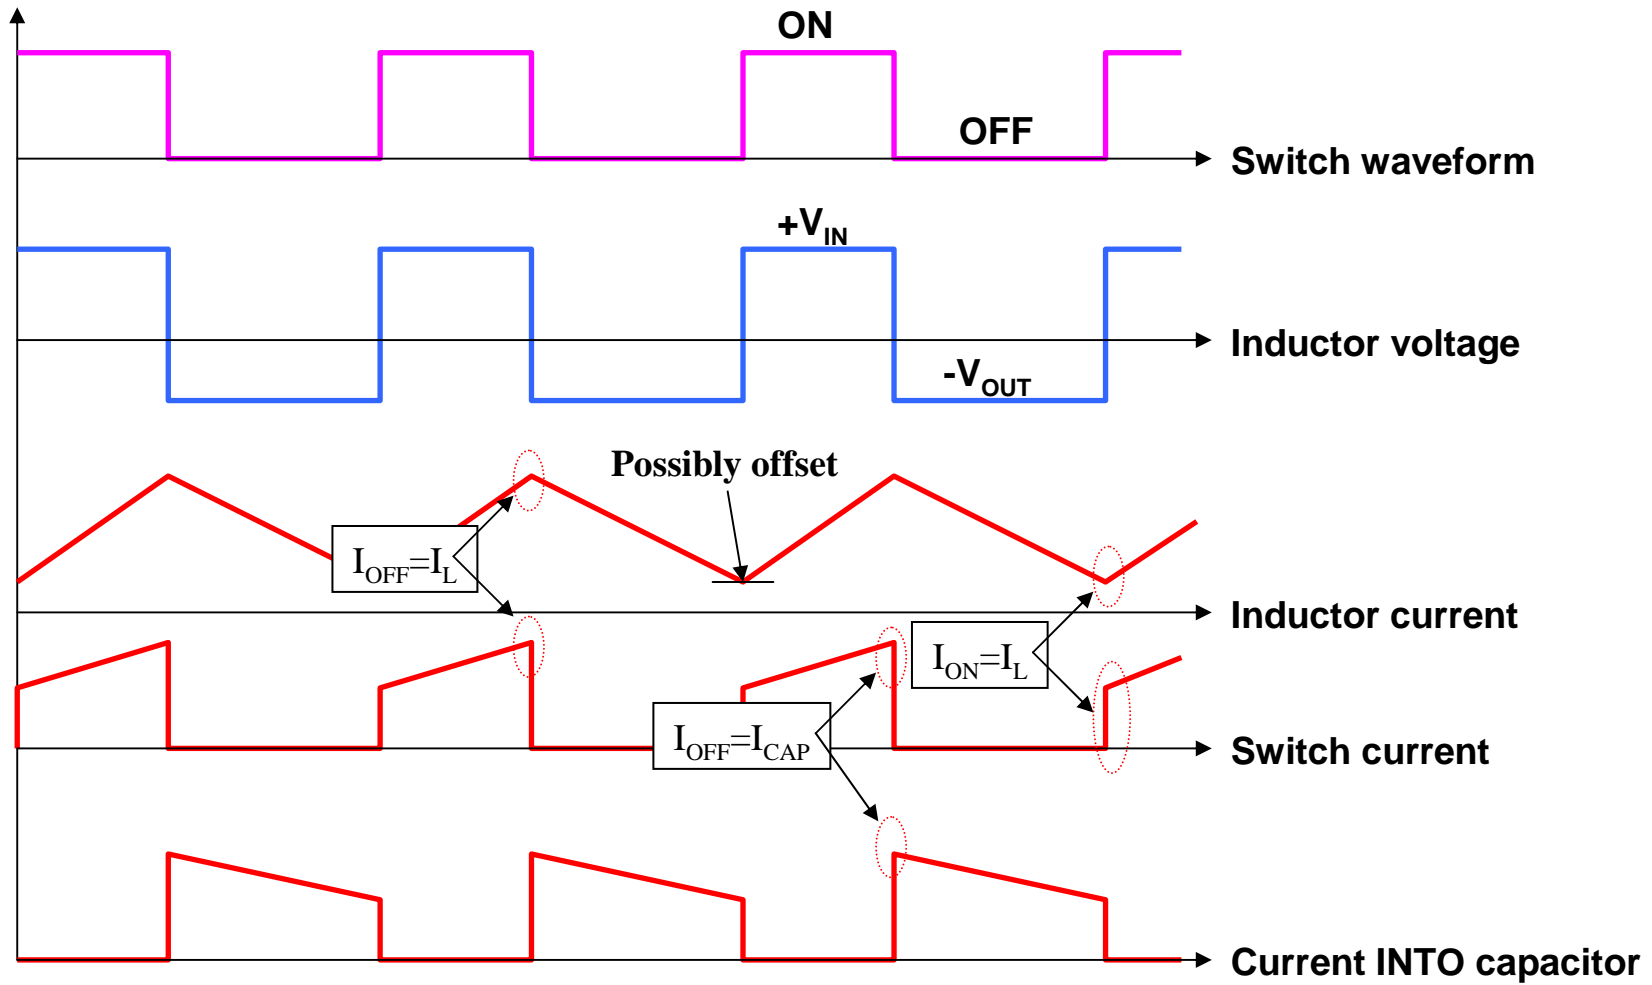 ON
OFF
Switch waveform
+VIN
Inductor voltage
-VOUT
Possibly offset
IOFF=IL
Inductor current
ION=IL
IOFF=ICAP
Switch current
Current INTO capacitor